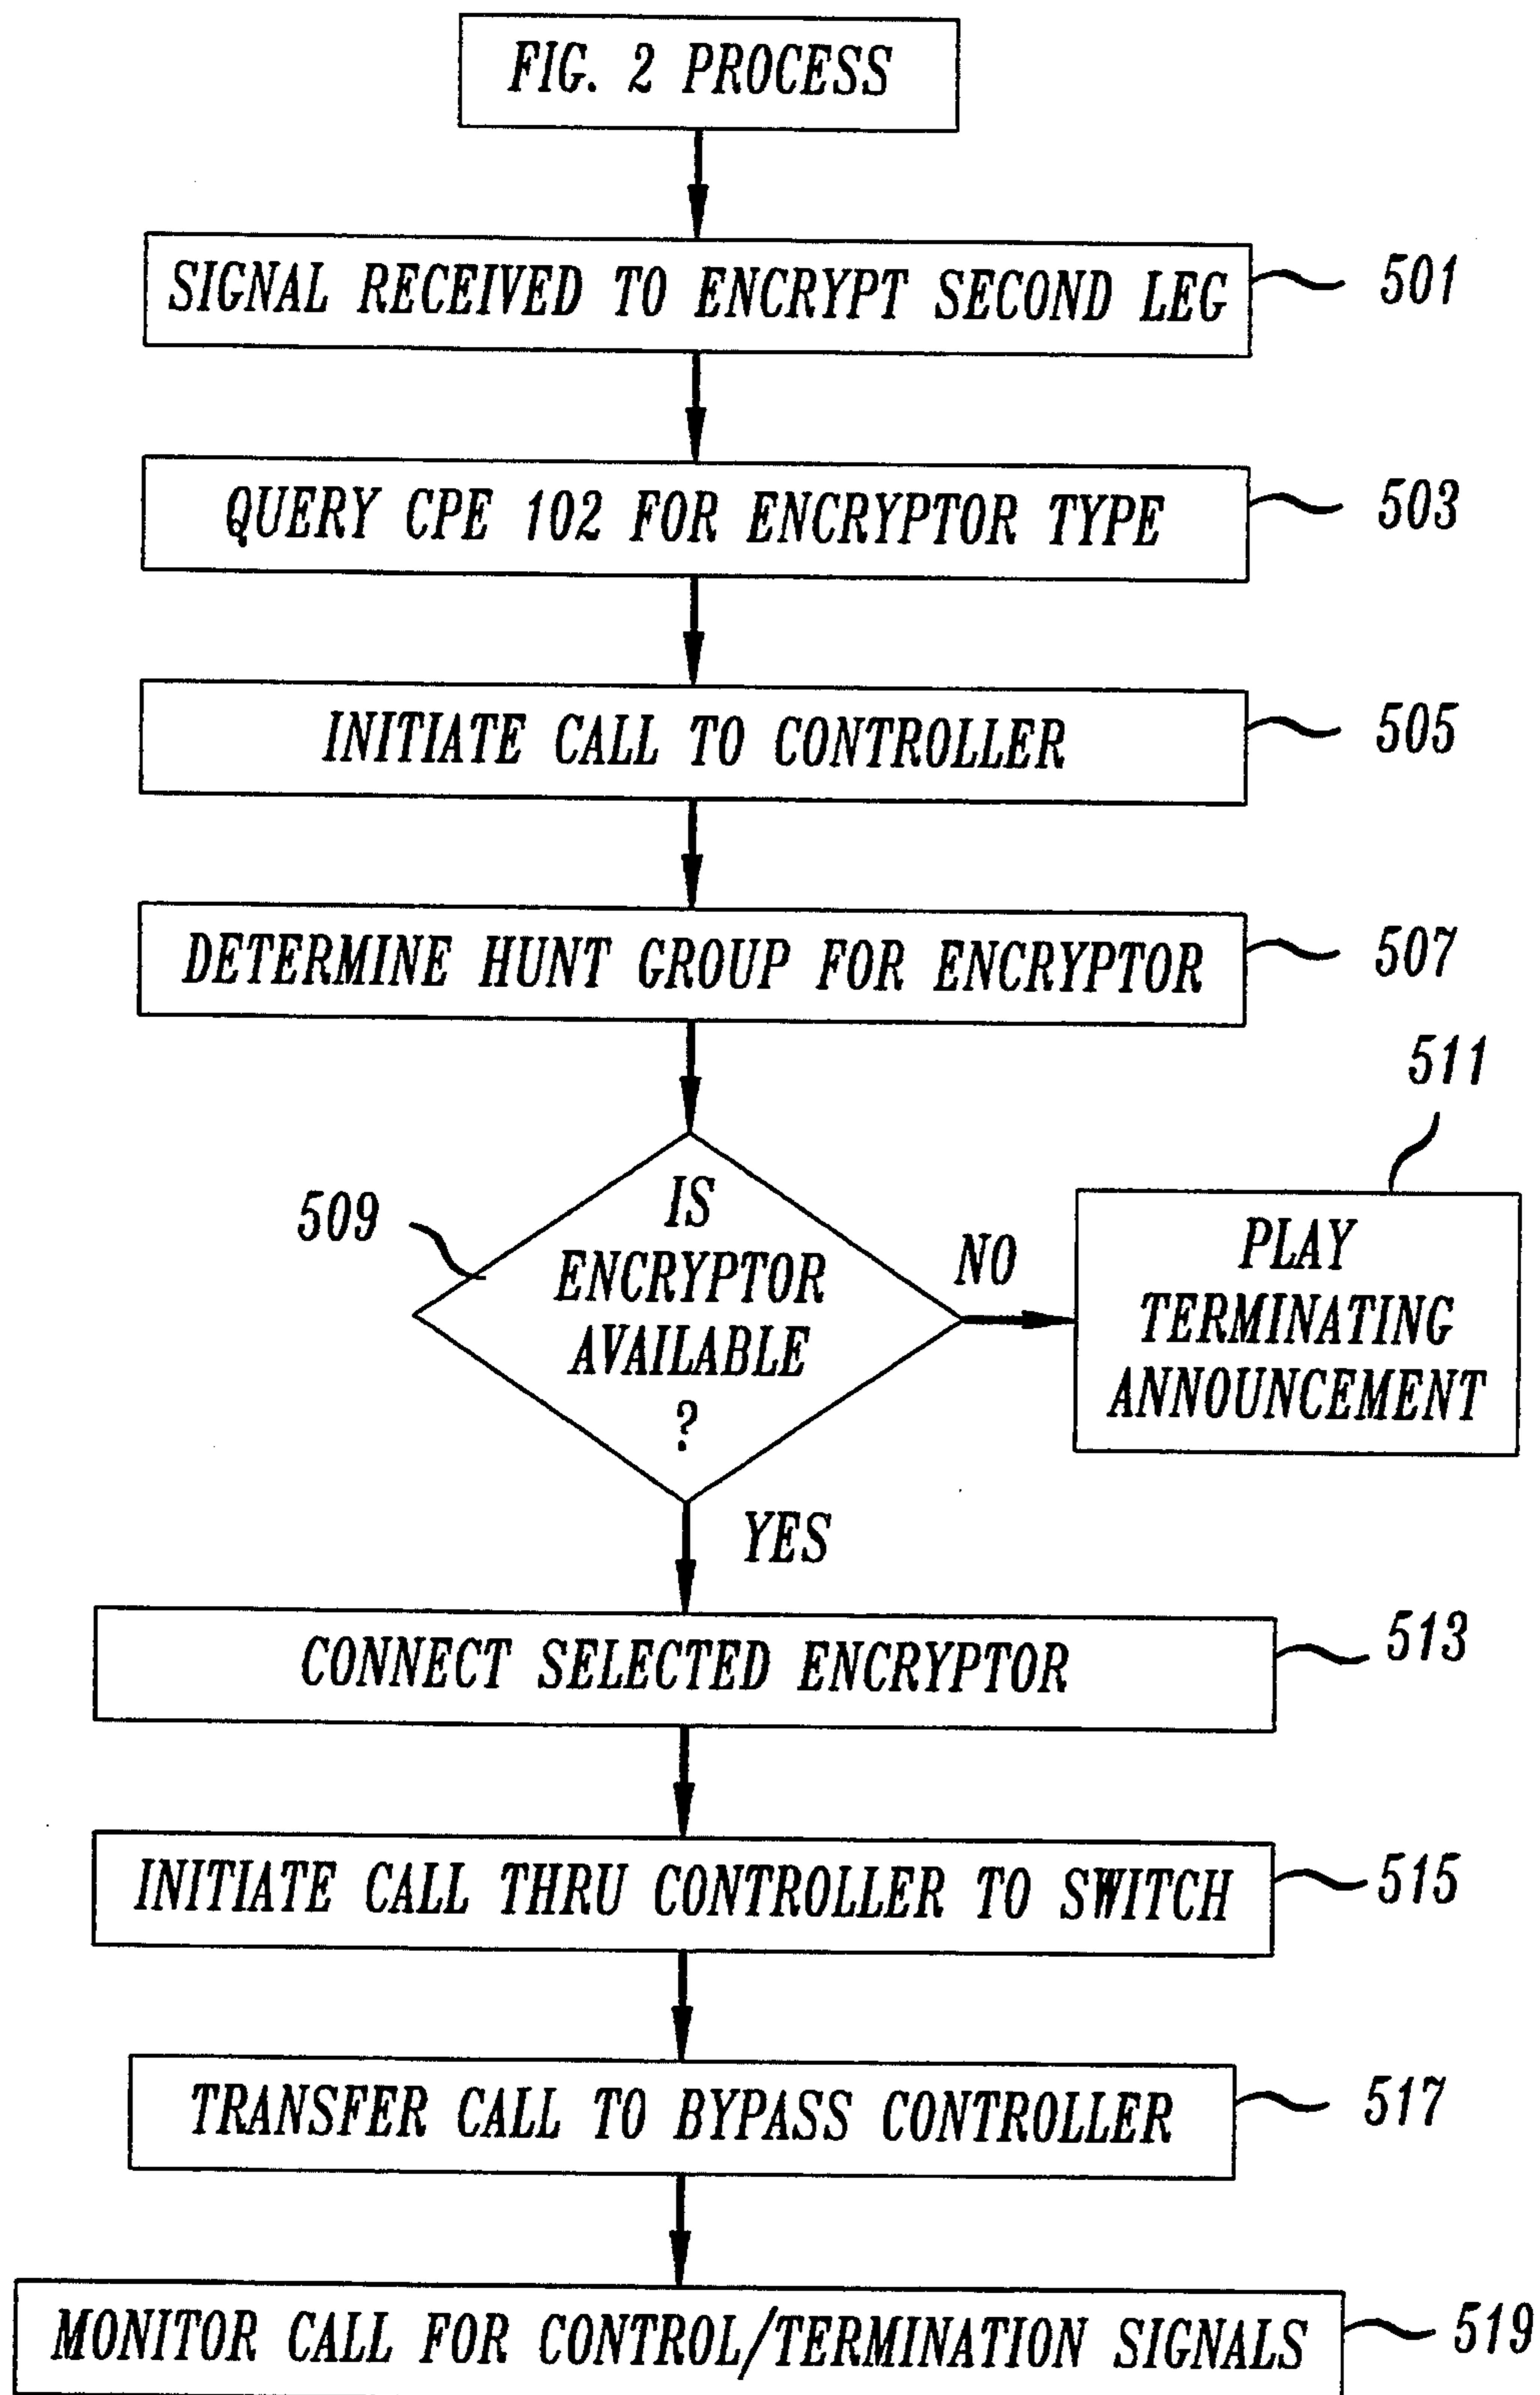 FIG. 2 PROCESS
SIGNAL RECEIVED TO ENCRYPT SECOND LEG
501
QUERY CPE 102 FOR ENCRYPTOR TYPE
503
INITIATE CALL TO CONTROLLER
505
DETERMINE HUNT GROUP FOR ENCRYPTOR
507
509
IS
ENCRYPTOR
AVAILABLE
?
NO
511
PLAY
TERMINATING
ANNOUNCEMENT
YES
CONNECT SELECTED ENCRYPTOR
513
INITIATE CALL THRU CONTROLLER TO SWITCH
515
TRANSFER CALL TO BYPASS CONTROLLER
517
MONITOR CALL FOR CONTROL/TERMINATION SIGNALS
519